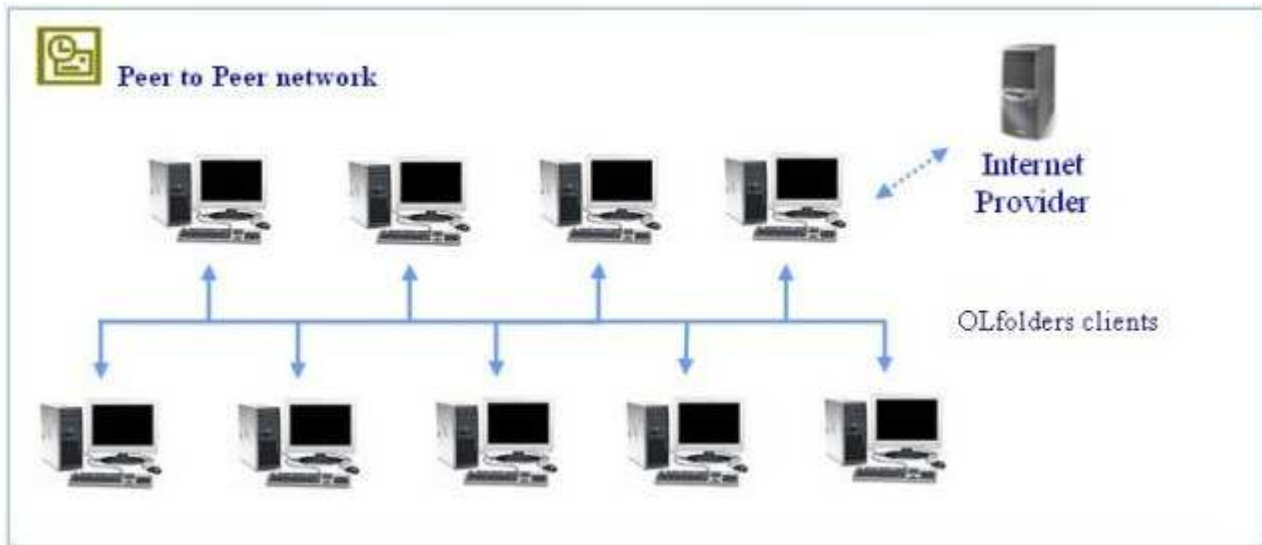 Peer to Peer network
Internet
Provider
OLfolders clients